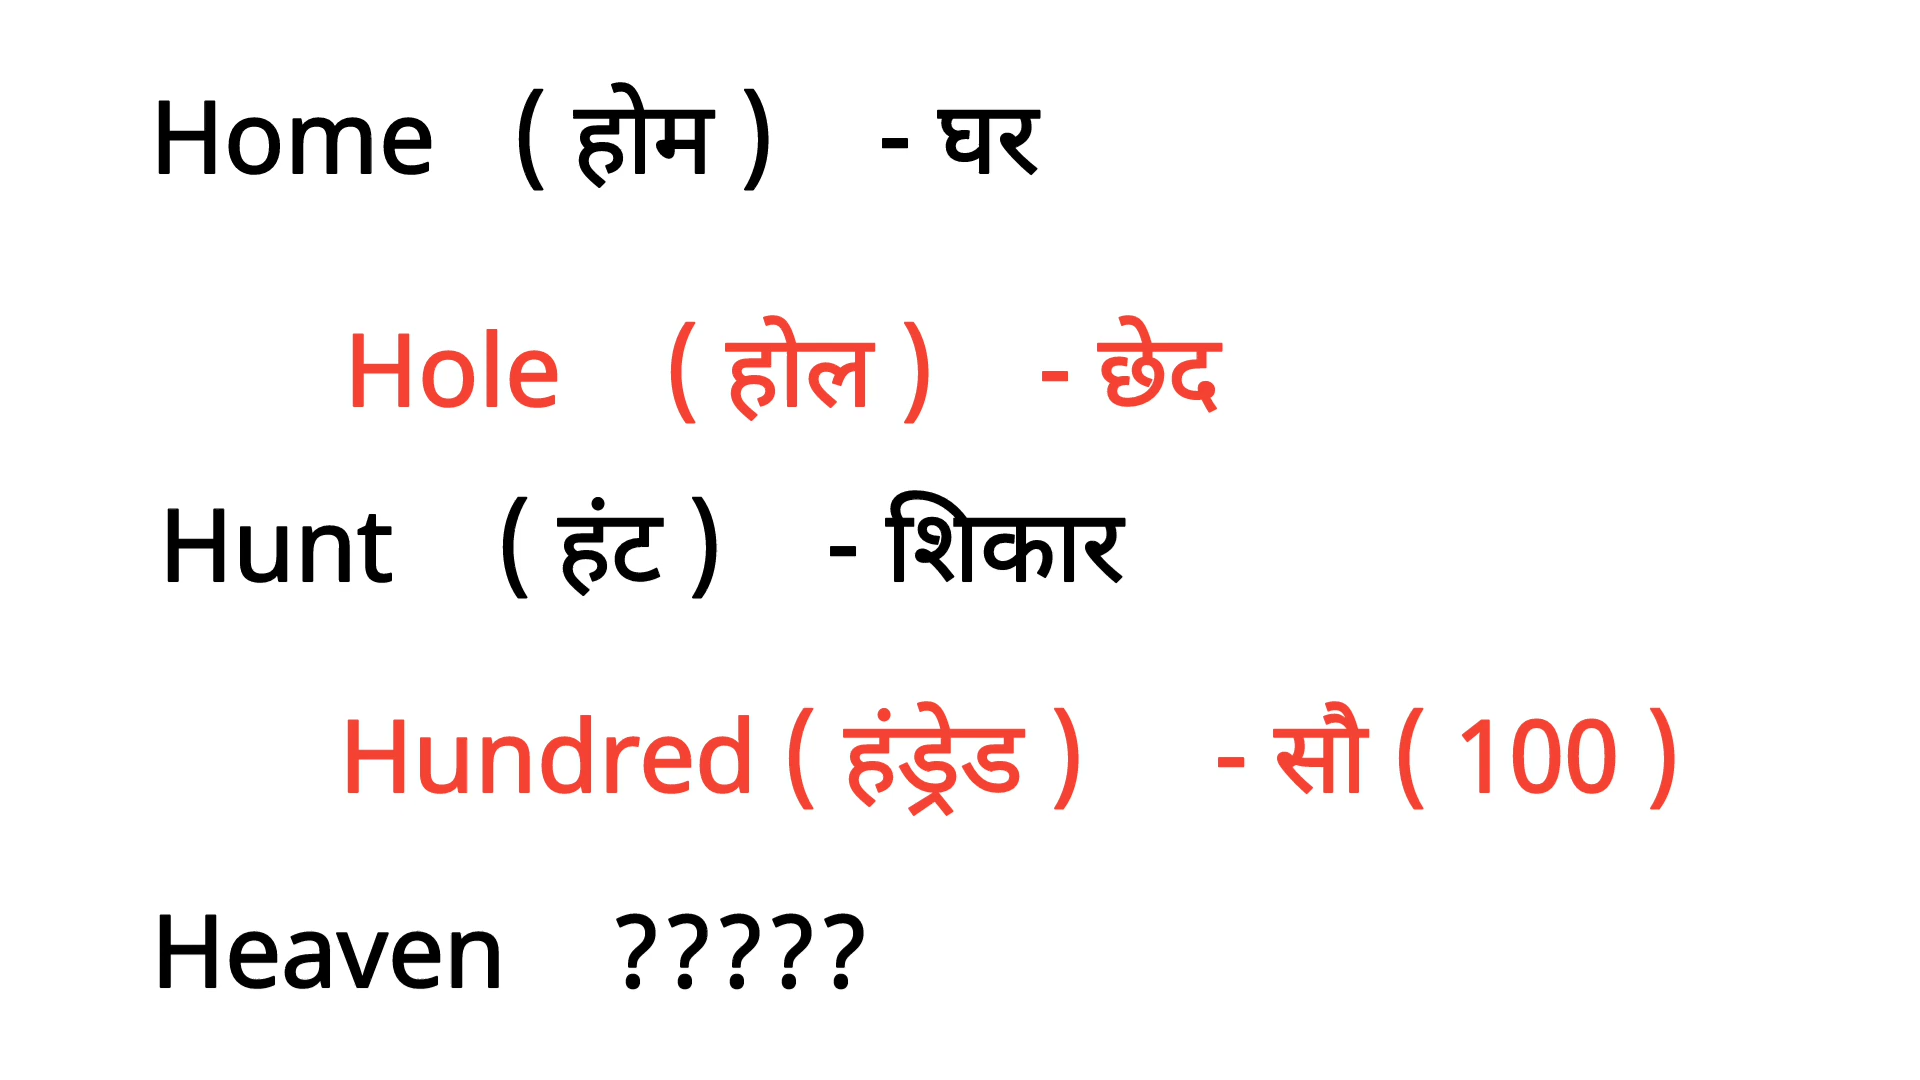 Home ( होम ) - घर
Hole ( होल ) - छेद
Hunt ( हंट ) - शिकार
Hundred ( हंड्रेड ) - सौ ( 100 )
Heaven ?????